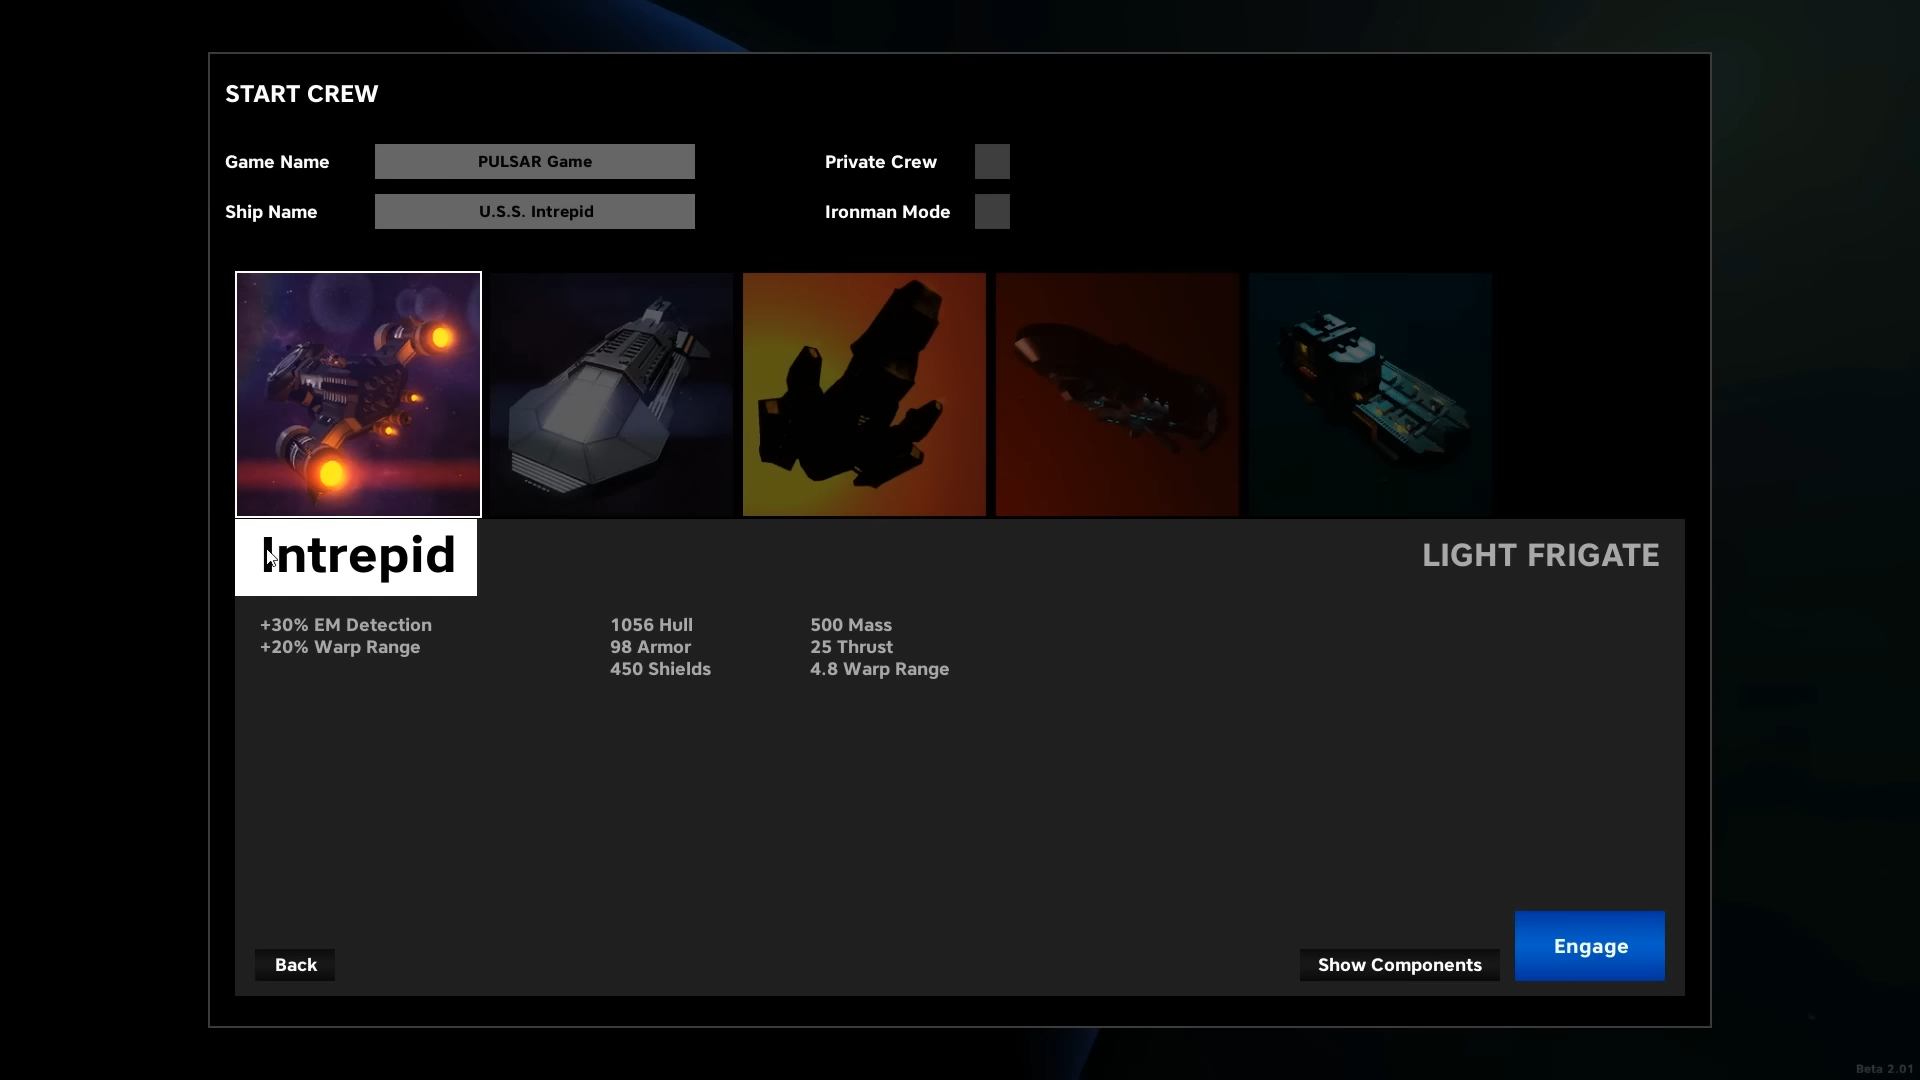 START CREW
Game Name
PULSAR Game
Private Crew
Ship Name
U.S.S. Intrepid
Ironman Mode
Intrepid
LIGHT FRIGATE
+30% EM Detection
+20% Warp Range
1056 Hull
98 Armor
450 Shields
500 Mass
25 Thrust
4.8 Warp Range
Back
Show Components
Engage
Beta 2.01